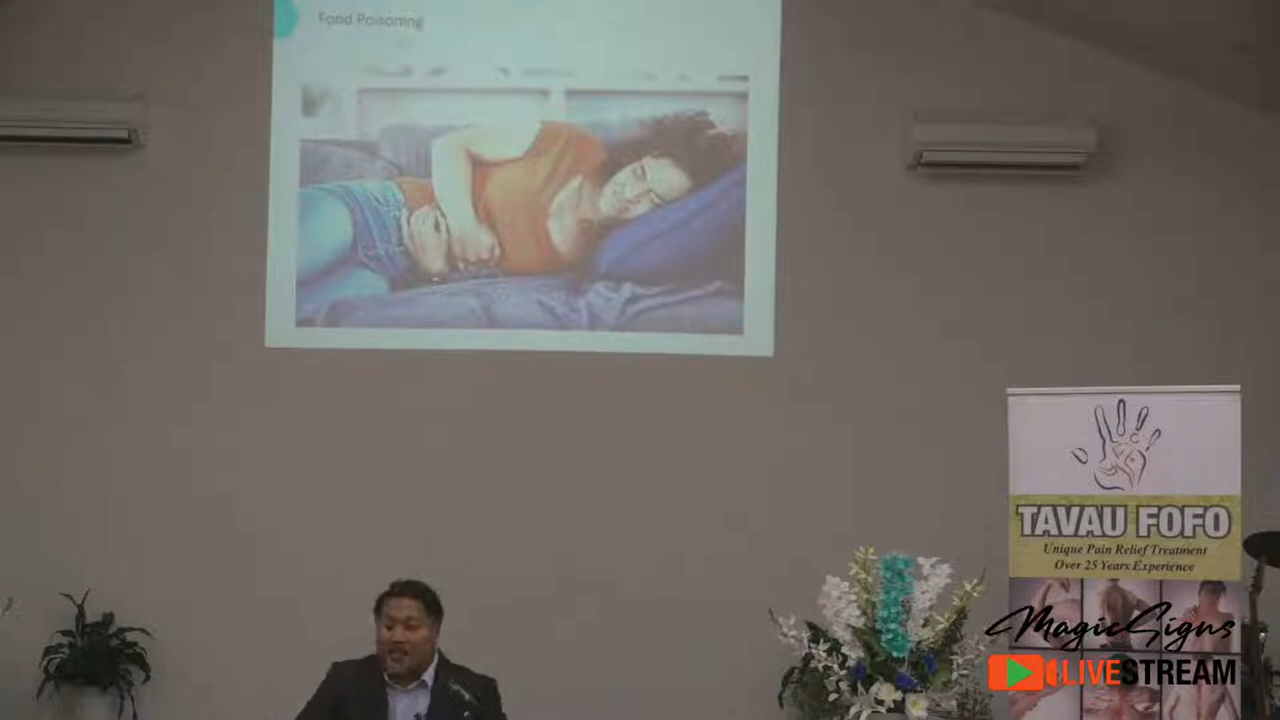 Food Poisoning
TAVAU FOFO
Unique Pain Relief Treatment
Over 25 Years Experience
MagicSigns
LIVESTREAM